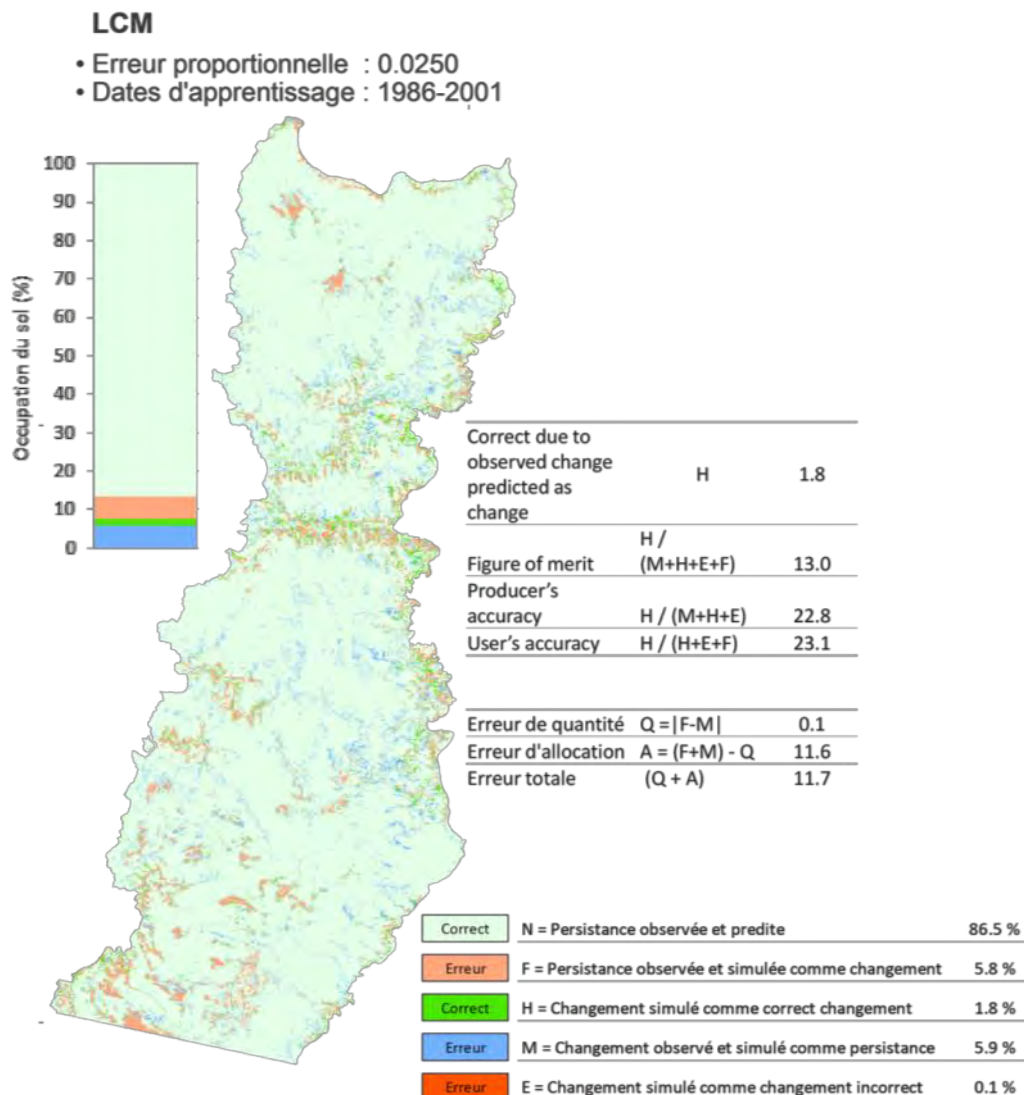 LCM
• Erreur proportionnelle : 0.0250
• Dates d'apprentissage : 1986-2001
Occupation du sol (%)
100
90
80
70
60
50
40
30
20
10
0
Correct due to
observed change
predicted as
change
H
1.8
Figure of merit
H /
(M+H+E+F)
13.0
Producer's
accuracy
H / (M+H+E)
22.8
User's accuracy H / (H+E+F) 23.1
Erreur de quantité Q =|F-M| 0.1
Erreur d'allocation A = (F+M) - Q 11.6
Erreur totale (Q + A) 11.7
Correct N = Persistance observée et predite 86.5 %
Erreur F = Persistance observée et simulée comme changement 5.8 %
Correct H = Changement simulé comme correct changement 1.8 %
Erreur M = Changement observé et simulé comme persistance 5.9 %
Erreur E = Changement simulé comme changement incorrect 0.1 %